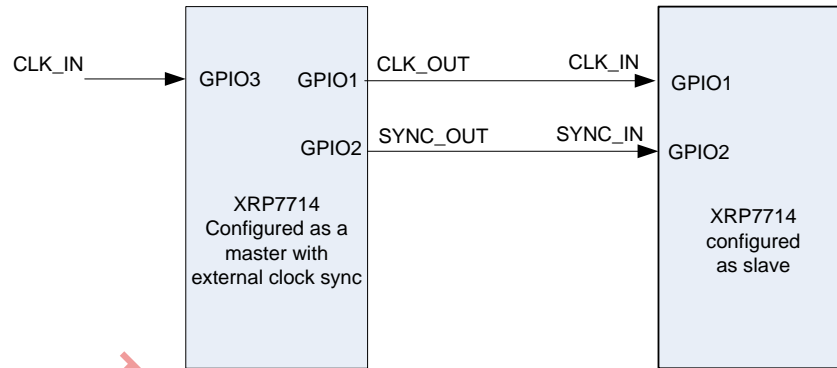 CLK_IN
GPIO3
GPIO1
CLK_OUT
CLK_IN
GPIO1
GPIO2
SYNC_OUT
SYNC_IN
GPIO2
XRP7714
Configured as a
master with
external clock sync
XRP7714
configured
as slave